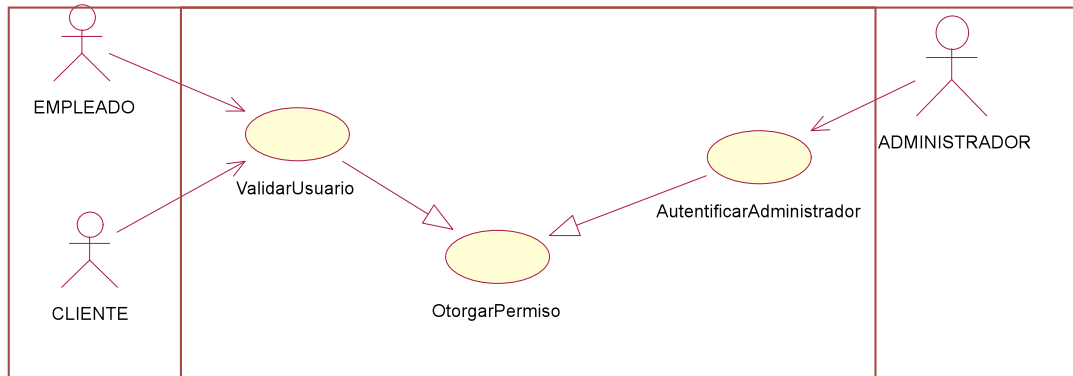 EMPLEADO
ADMINISTRADOR
ValidarUsuario
AutentificarAdministrador
CLIENTE
OtorgarPermiso